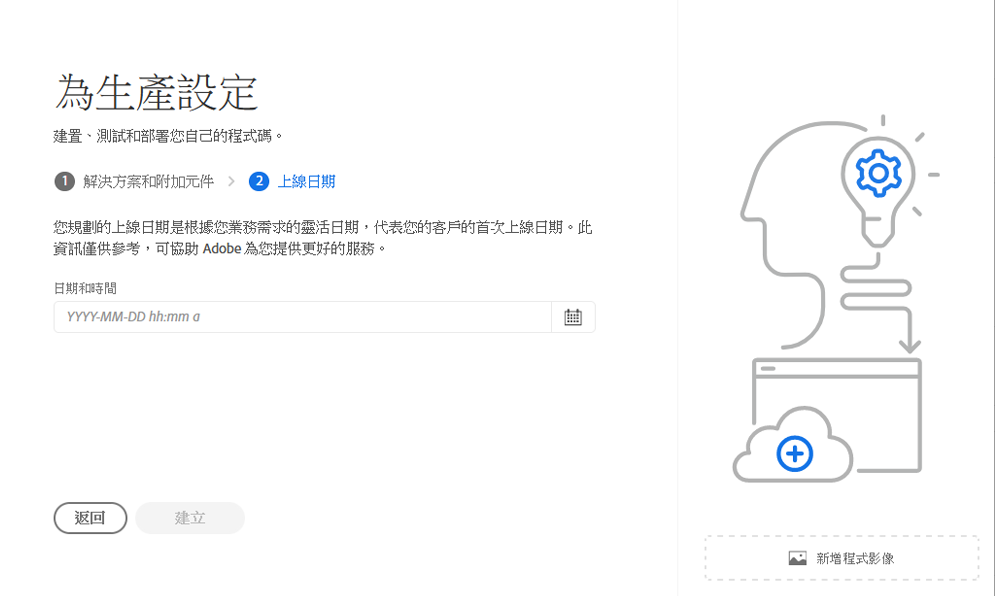 為生產設定
建置、測試和部署您自己的程式碼。
1 解決方案和附加元件 > 2 上線日期
您規劃的上線日期是根據您業務需求的靈活日期，代表您的客戶的首次上線日期。此
資訊僅供參考，可協助 Adobe 為您提供更好的服務。
日期和時間
YYYY-MM-DD hh:mm a
返回 建立
新增程式影像